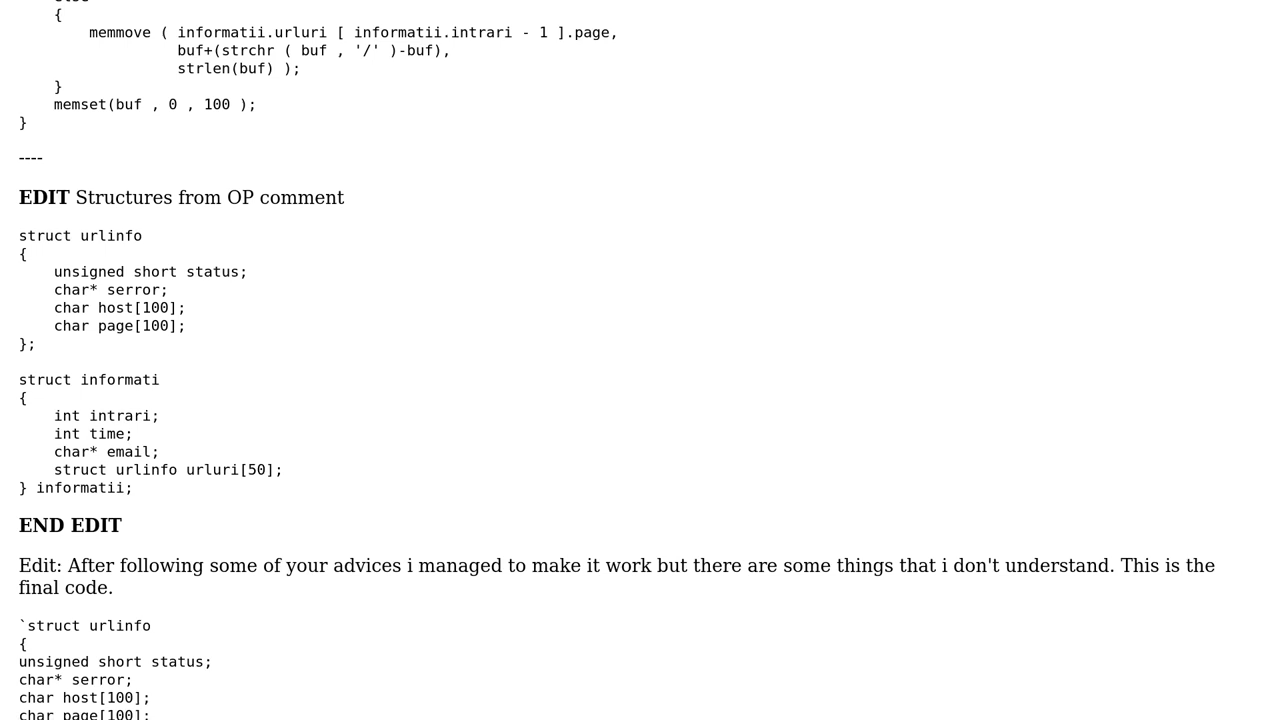 else
    {
        memmove ( informatii.urluri [ informatii.intrari - 1 ].page,
                  buf+(strchr ( buf , '/' )-buf),
                  strlen(buf) );
    }
    memset(buf , 0 , 100 );
}
----
EDIT Structures from OP comment
struct urlinfo
{
    unsigned short status;
    char* serror;
    char host[100];
    char page[100];
};
struct informati
{
    int intrari;
    int time;
    char* email;
    struct urlinfo urluri[50];
} informatii;
END EDIT
Edit: After following some of your advices i managed to make it work but there are some things that i don't understand. This is the
final code.
`struct urlinfo
{
unsigned short status;
char* serror;
char host[100];
char page[100];